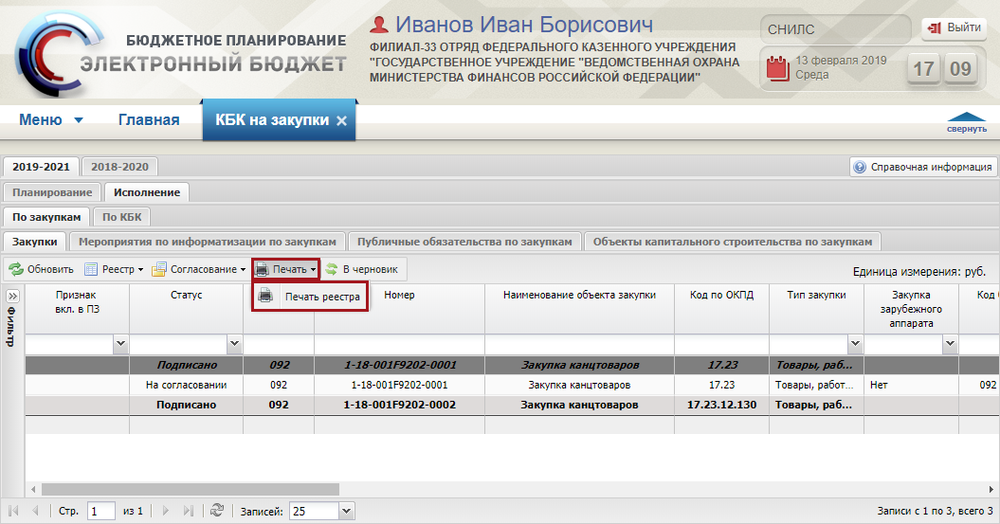 БЮДЖЕТНОЕ ПЛАНИРОВАНИЕ
ЭЛЕКТРОННЫЙ БЮДЖЕТ
Иванов Иван Борисович
ФИЛИАЛ-33 ОТРЯД ФЕДЕРАЛЬНОГО КАЗЕННОГО УЧРЕЖДЕНИЯ
"ГОСУДАРСТВЕННОЕ УЧРЕЖДЕНИЕ "ВЕДОМСТВЕННАЯ ОХРАНА
МИНИСТЕРСТВА ФИНАНСОВ РОССИЙСКОЙ ФЕДЕРАЦИИ"
СНИЛС
Выйти
13 февраля 2019
Среда
17 09
Меню Главная КБК на закупки
свернуть
2019-2021 2018-2020 Справочная информация
Планирование Исполнение
По закупкам По КБК
Закупки Мероприятия по информатизации по закупкам Публичные обязательства по закупкам Объекты капитального строительства по закупкам
Обновить Реестр Согласование Печать В черновик Единица измерения: руб.
Печать реестра
Фильтр
Признак вкл. в ПЗ Статус Номер Наименование объекта закупки Код по ОКПД Тип закупки Закупка зарубежного аппарата Код
Подписано 092 1-18-001F9202-0001 Закупка канцтоваров 17.23 Товары, раб...
На согласовании 092 1-18-001F9202-0001 Закупка канцтоваров 17.23 Товары, работ... Нет 092
Подписано 092 1-18-001F9202-0002 Закупка канцтоваров 17.23.12.130 Товары, раб...
Стр. 1 из 1 Записей: 25 Записи с 1 по 3, всего 3